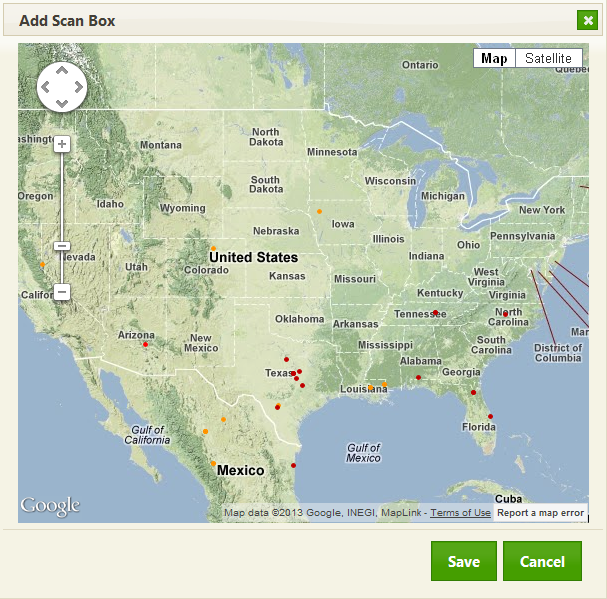 Add Scan Box
Map
Satellite
Ontario
Quebec
ashingt
Montana
North
Dakota
Minnesota
Oregon
Idaho
Wyoming
South
Dakota
Wisconsin
Michigan
New York
Nebraska
Iowa
Pennsylvania
evada
Utah
Colorado
United States
Illinois
Indiana
Ohio
Kansas
Missouri
West
Virginia
Virginia
Kentucky
Califor
Arizona
New
Mexico
Oklahoma
Arkansas
Tennessee
North
Carolina
Mar
District of
Columbia
Mississippi
Alabama
South
Carolina
Georgia
Texas
Louisiana
Florida
Gulf of
California
Gulf of
Mexico
Mexico
Cuba
Google
Map data ©2013 Google, INEGI, MapLink - Terms of Use
Report a map error
Save
Cancel